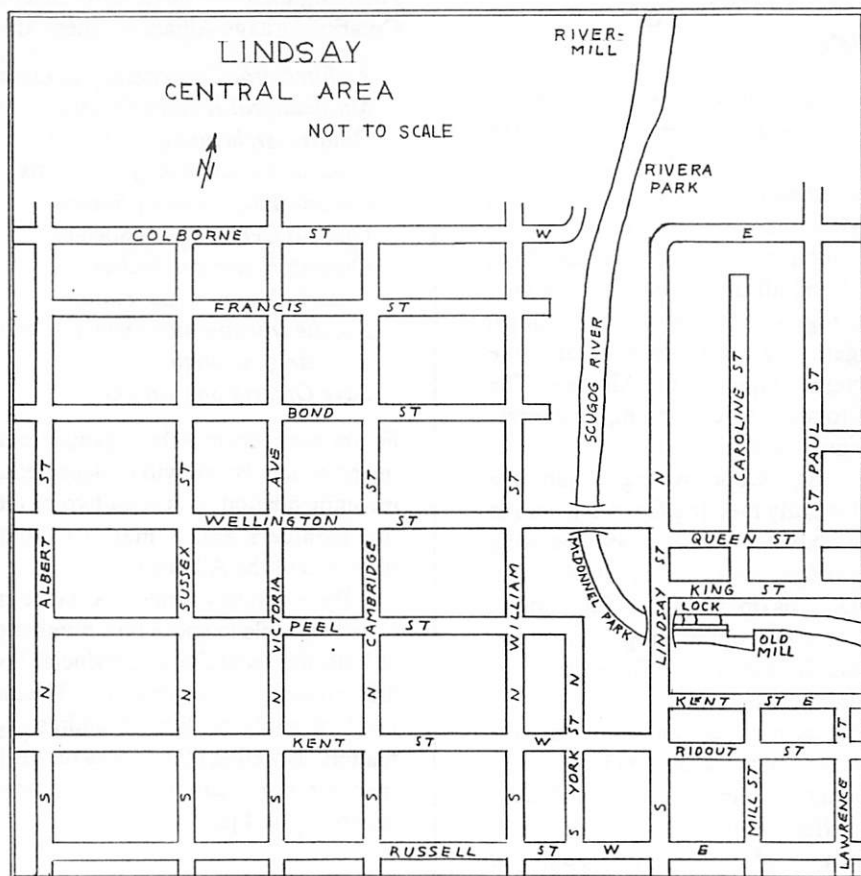 LINDSAY
CENTRAL AREA
NOT TO SCALE
N
RIVER-
MILL
RIVERA
PARK
COLBORNE ST W E
FRANCIS ST
SCUGOG RIVER
CAROLINE ST
ST PAUL ST
BOND ST
ALBERT ST N S
SUSSEX ST N S
VICTORIA AVE N S
CAMBRIDGE ST N S
WILLIAM ST N S
LINDSAY ST N S
WELLINGTON ST
QUEEN ST
McDONNEL PARK
KING ST
LOCK
OLD
MILL
PEEL ST
YORK ST N S
KENT ST W
KENT ST E
RIDOUT ST
MILL ST
LAWRENCE ST
RUSSELL ST W E